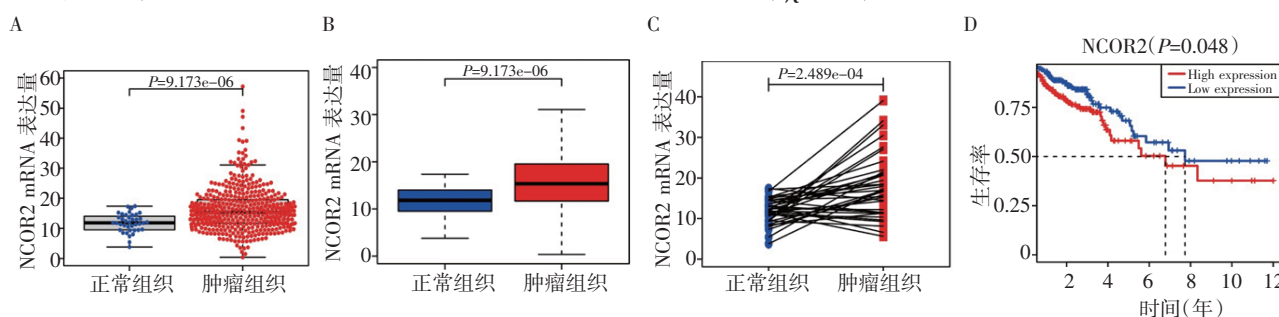 A
P=9.173e-06
NCOR2 mRNA 表达量
60
50
40
30
20
10
0
正常组织
肿瘤组织
B
P=9.173e-06
NCOR2 mRNA 表达量
40
30
20
10
0
正常组织
肿瘤组织
C
P=2.489e-04
NCOR2 mRNA 表达量
40
30
20
10
0
正常组织
肿瘤组织
D
NCOR2(P=0.048)
High expression
Low expression
生存率
0.75
0.50
0.25
0
2 4 6 8 10 12
时间(年)